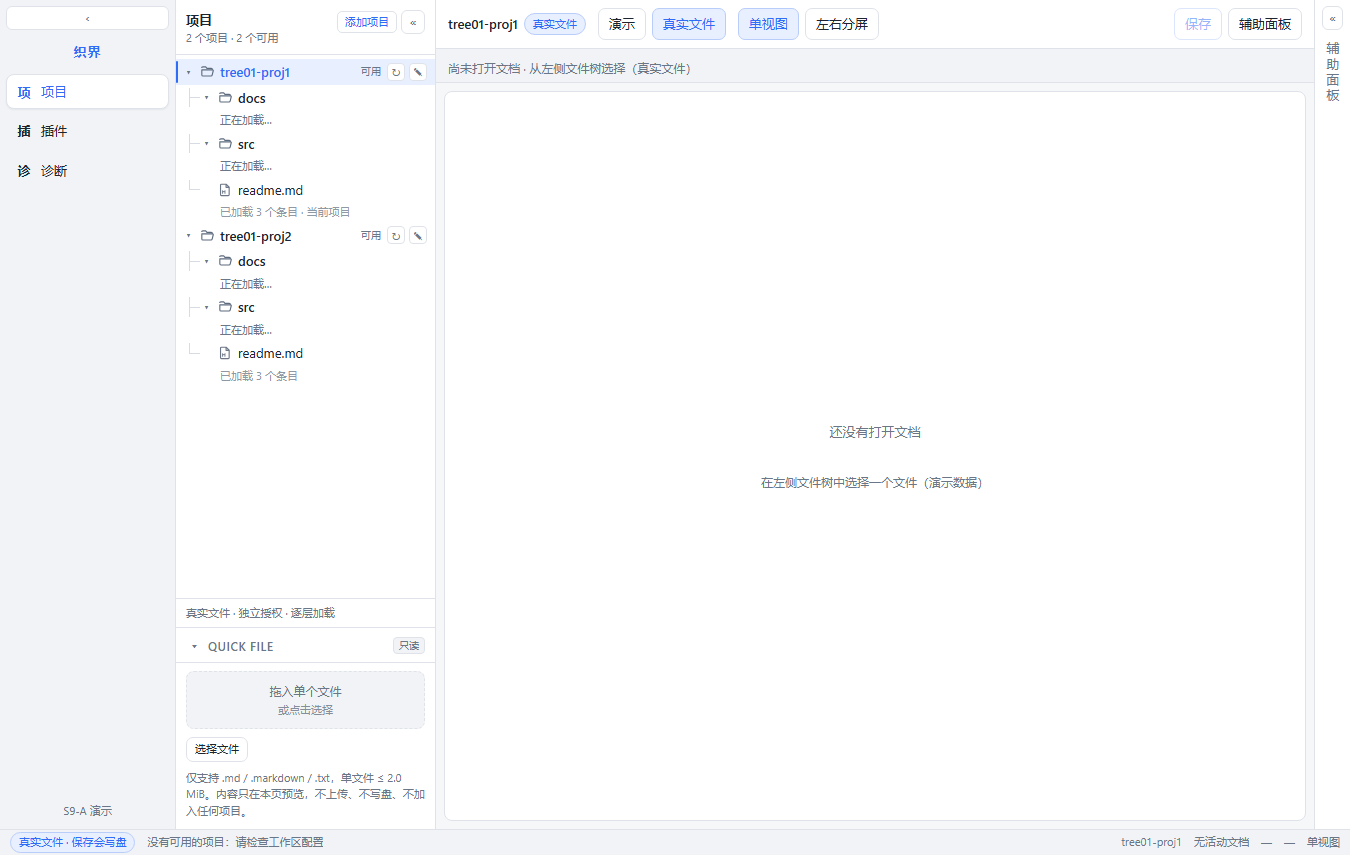 ‹
织界
项 项目
插 插件
诊 诊断
S9-A 演示
项目
2 个项目 · 2 个可用
添加项目 «
tree01-proj1 可用 ↻
docs
正在加载...
src
正在加载...
readme.md
已加载 3 个条目 · 当前项目
tree01-proj2 可用 ↻
docs
正在加载...
src
正在加载...
readme.md
已加载 3 个条目
真实文件 · 独立授权 · 逐层加载
QUICK FILE 只读
拖入单个文件
或点击选择
选择文件
仅支持 .md / .markdown / .txt，单文件 ≤ 2.0
MiB。内容只在本页预览，不上传、不写盘、不加
入任何项目。
tree01-proj1 真实文件 演示 真实文件 单视图 左右分屏 保存 辅助面板
尚未打开文档 · 从左侧文件树选择（真实文件）
还没有打开文档
在左侧文件树中选择一个文件（演示数据）
«
辅助面板
真实文件 · 保存会写盘 没有可用的项目：请检查工作区配置 tree01-proj1 无活动文档 — — 单视图